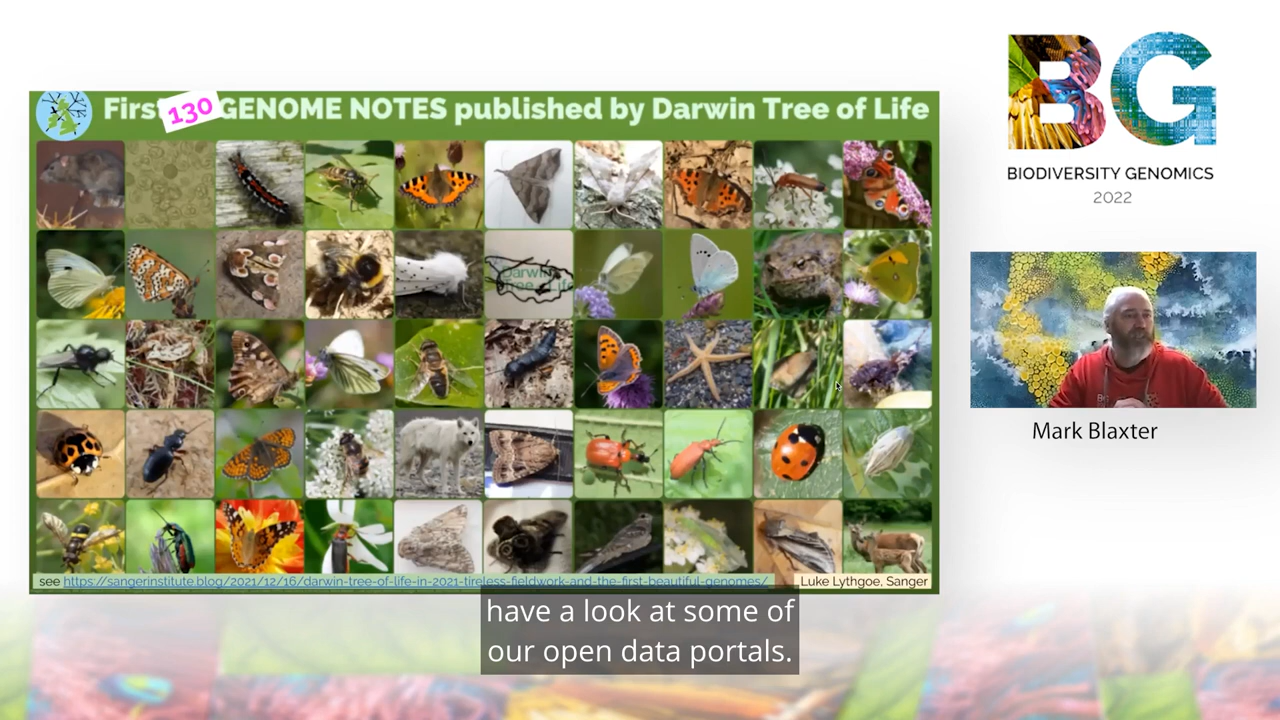 First 130 GENOME NOTES published by Darwin Tree of Life
Darwin
Tree of Life
see https://sangerinstitute.blog/2021/12/16/darwin-tree-of-life-in-2021-tireless-fieldwork-and-the-first-beautiful-genomes/
Luke Lythgoe, Sanger
have a look at some of
our open data portals.
BG
BIODIVERSITY GENOMICS
2022
Mark Blaxter